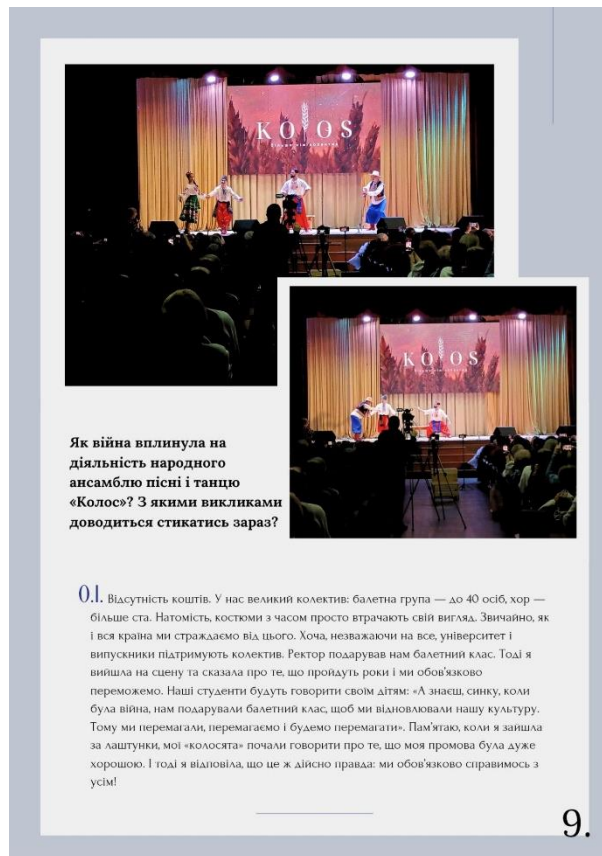 KOLOS
KOLOS
Як війна вплинула на
діяльність народного
ансамблю пісні і танцю
«Колос»? З якими викликами
доводиться стикатись зараз?
О.І. Відсутність коштів. У нас великий колектив: балетна група — до 40 осіб, хор —
більше ста. Натомість, костюми з часом просто втрачають свій вигляд. Звичайно, як
і вся країна ми страждаємо від цього. Хоча, незважаючи на все, університет і
випускники підтримують колектив. Ректор подарував нам балетний клас. Тоді я
вийшла на сцену та сказала про те, що пройдуть роки і ми обов'язково
переможемо. Наші студенти будуть говорити своїм дітям: «А знаєш, синку, коли
була війна, нам подарували балетний клас, щоб ми відновлювали нашу культуру.
Тому ми перемагали, перемагаємо і будемо перемагати». Пам'ятаю, коли я зайшла
за лаштунки, мої «колосята» почали говорити про те, що моя промова була дуже
хорошою. І тоді я відповіла, що це ж дійсно правда: ми обов'язково справимось з
усім!
9.